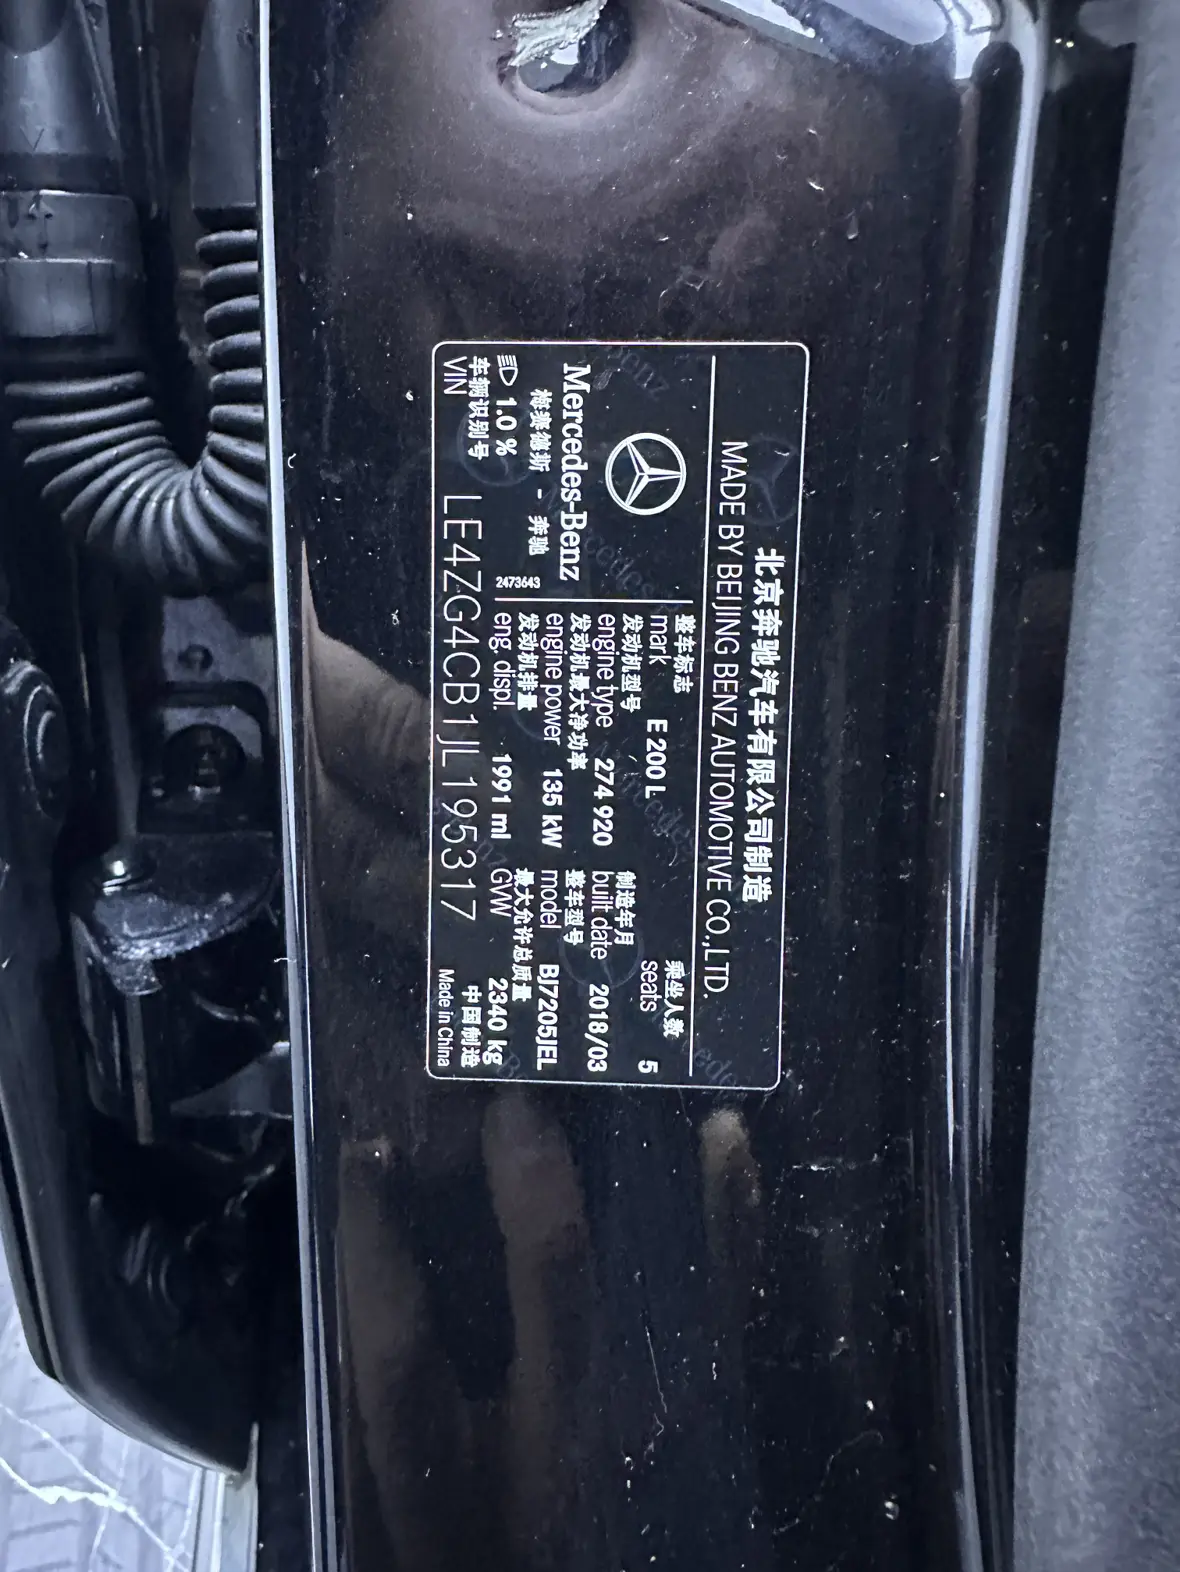 北京奔驰汽车有限公司制造
MADE BY BEIJING BENZ AUTOMOTIVE CO.,LTD.
Mercedes-Benz
梅赛德斯 - 奔驰
1.0 %
2473643
整车标志
mark E 200 L
乘坐人数
seats 5
发动机型号
engine type 274 920
制造年月
built date 2018/03
发动机最大净功率
engine power 135 kW
整车型号
model BJ7205JEL
发动机排量
eng. displ. 1991 ml
最大允许总质量
GVW 2340 kg
车辆识别号
VIN LE4ZG4CB1JL195317
中国制造
Made in China